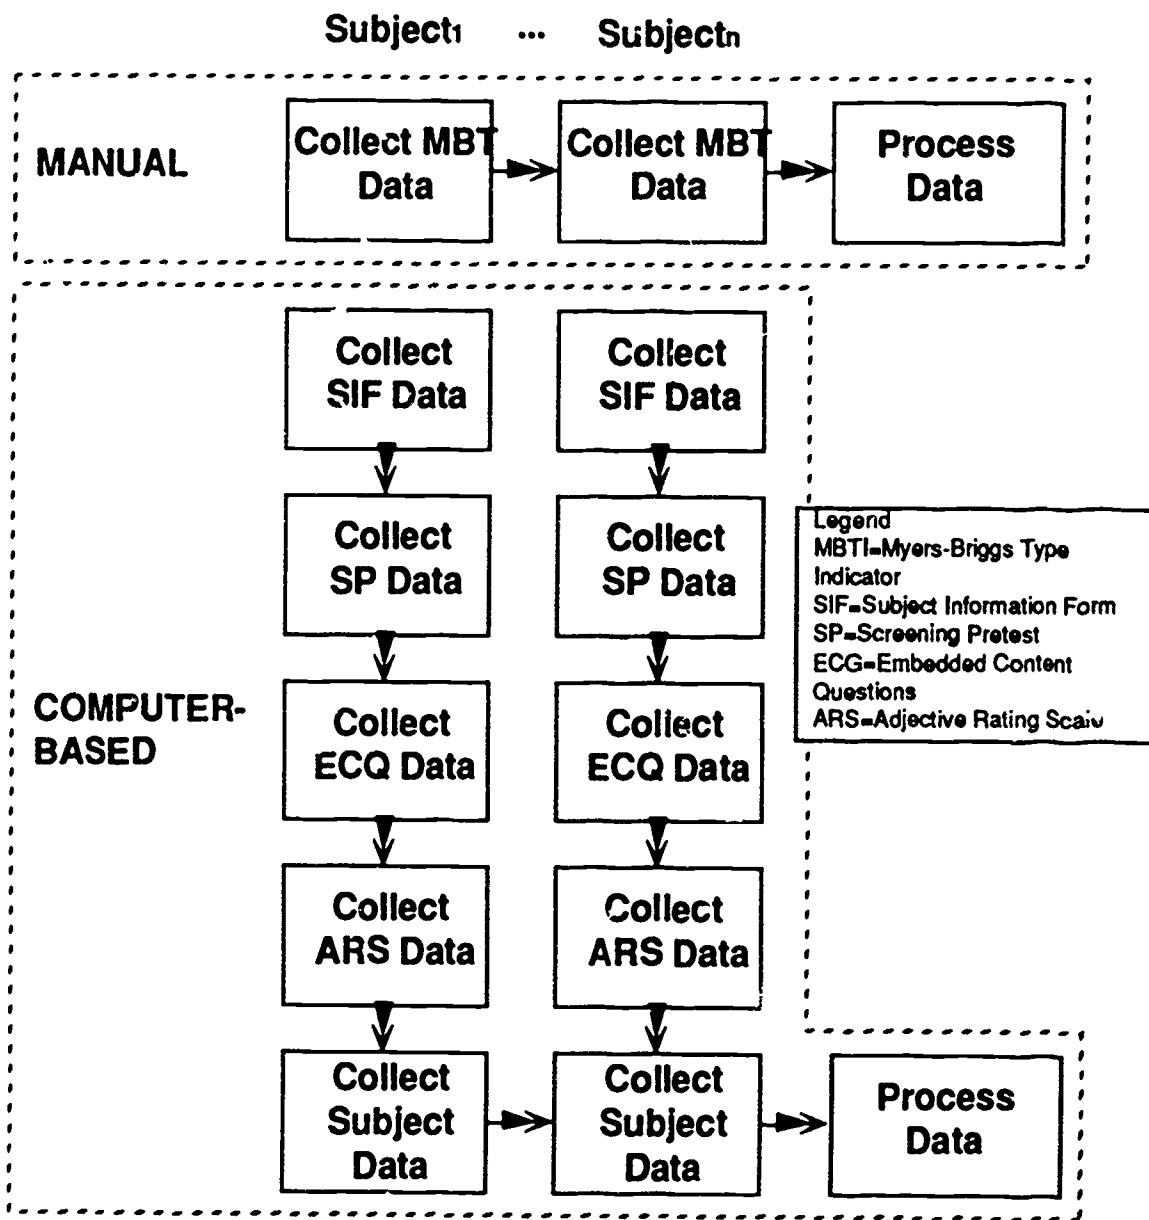 Subject1 ... Subjectn
MANUAL
Collect MBT
Data
Collect MBT
Data
Process
Data
COMPUTER-
BASED
Collect
SIF Data
Collect
SIF Data
Collect
SP Data
Collect
SP Data
Collect
ECQ Data
Collect
ECQ Data
Collect
ARS Data
Collect
ARS Data
Collect
Subject
Data
Collect
Subject
Data
Process
Data
Legend
MBTI=Myers-Briggs Type
Indicator
SIF=Subject Information Form
SP=Screening Pretest
ECG=Embedded Content
Questions
ARS=Adjective Rating Scale